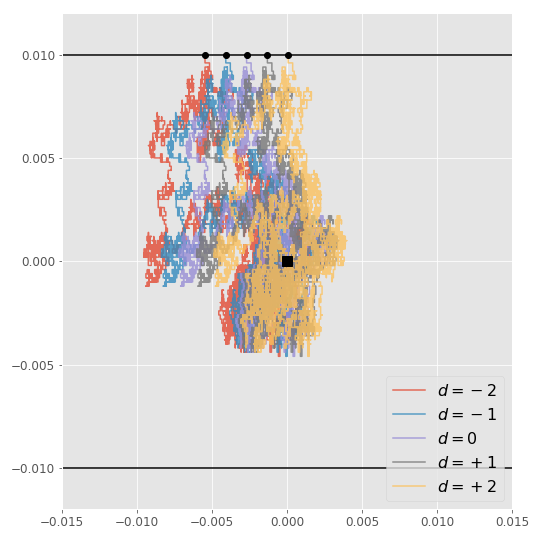 0.010
0.005
0.000
−0.005
−0.010
d = − 2
d = − 1
d = 0
d = + 1
d = + 2
−0.015 −0.010 −0.005 0.000 0.005 0.010 0.015